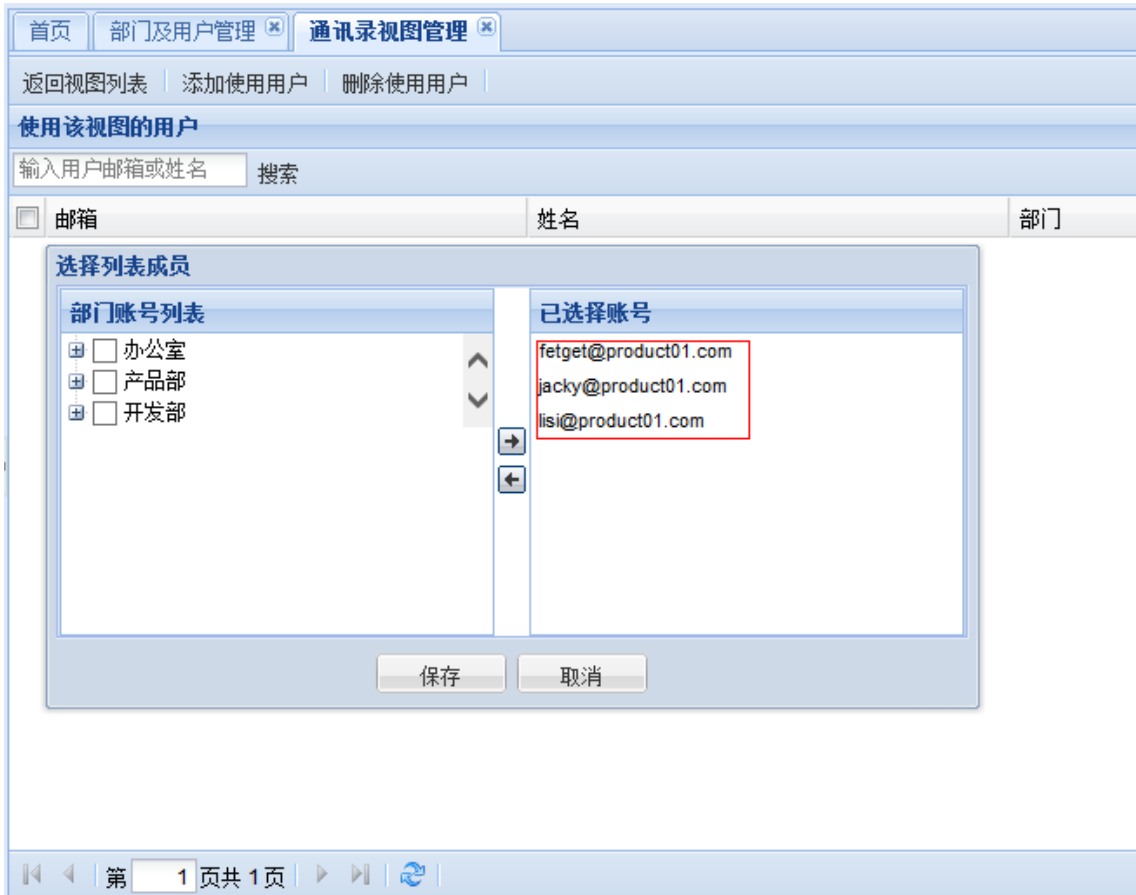 首页 部门及用户管理 通讯录视图管理
返回视图列表 添加使用用户 删除使用用户
使用该视图的用户
输入用户邮箱或姓名 搜索
邮箱 姓名 部门
选择列表成员
部门账号列表 已选择账号
办公室 fetget@product01.com
产品部 jacky@product01.com
开发部 lisi@product01.com
保存 取消
第 1 页共 1 页